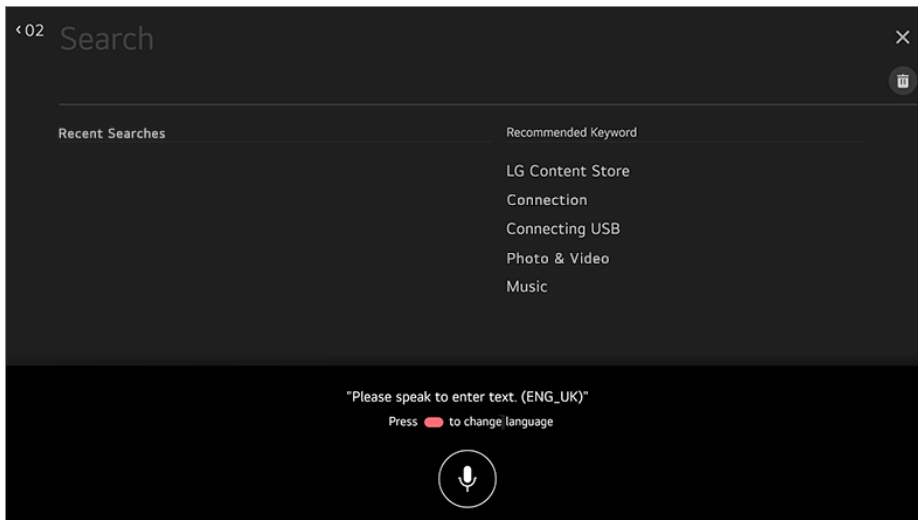 ‹02
Search
Recent Searches
Recommended Keyword
LG Content Store
Connection
Connecting USB
Photo & Video
Music
"Please speak to enter text. (ENG_UK)"
Press to change language